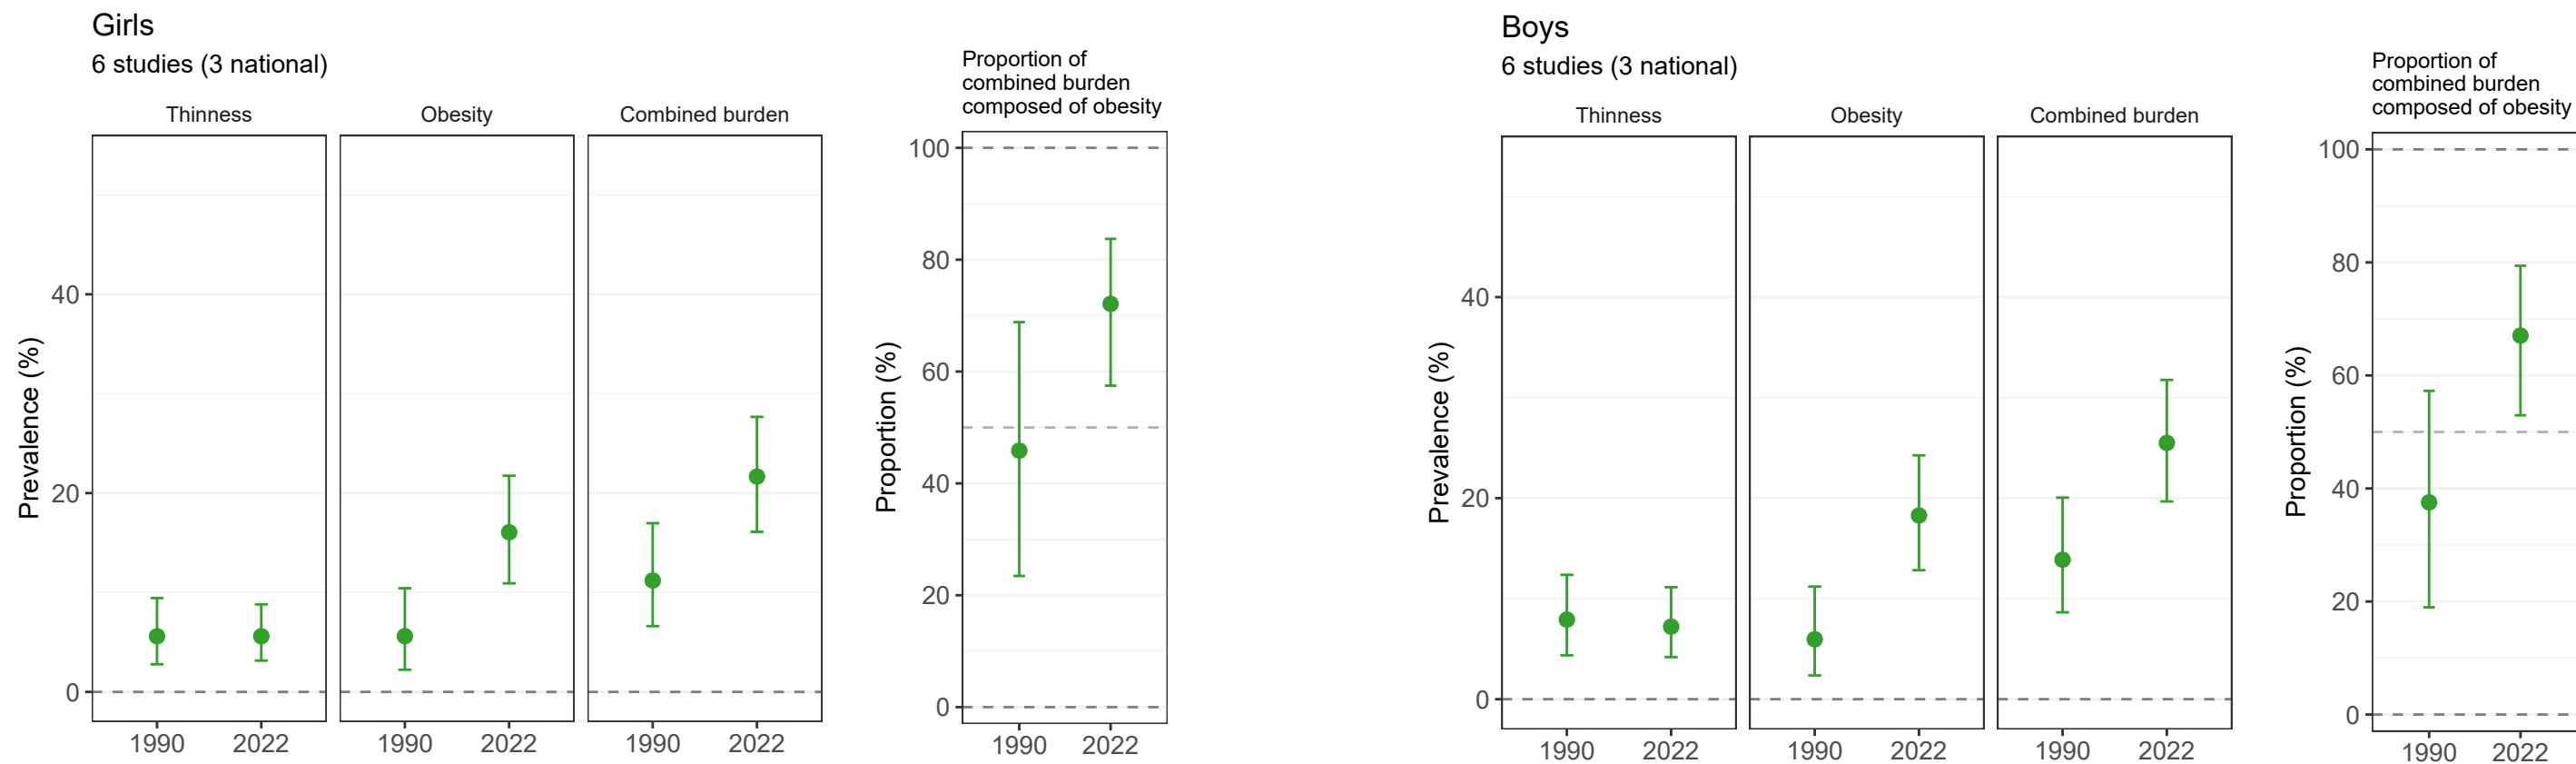 Girls
6 studies (3 national)
Thinness
Obesity
Combined burden
Prevalence (%)
40
20
0
1990 2022
1990 2022
1990 2022
Proportion of
combined burden
composed of obesity
Proportion (%)
100
80
60
40
20
0
1990 2022
Boys
6 studies (3 national)
Thinness
Obesity
Combined burden
Prevalence (%)
40
20
0
1990 2022
1990 2022
1990 2022
Proportion of
combined burden
composed of obesity
Proportion (%)
100
80
60
40
20
0
1990 2022